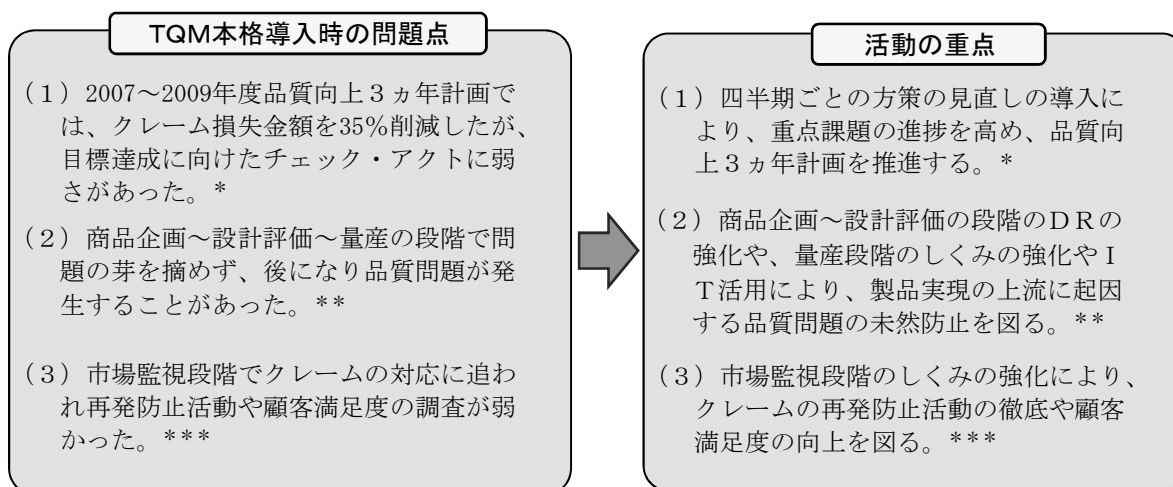 TQM本格導入時の問題点
(1)2007～2009年度品質向上３ヵ年計画で
は、クレーム損失金額を35%削減したが、
目標達成に向けたチェック・アクトに弱
さがあった。*
(2)商品企画～設計評価～量産の段階で問
題の芽を摘めず、後になり品質問題が発
生することがあった。**
(3)市場監視段階でクレームの対応に追わ
れ再発防止活動や顧客満足度の調査が弱
かった。***
活動の重点
(1)四半期ごとの方策の見直しの導入に
より、重点課題の進捗を高め、品質向
上３ヵ年計画を推進する。*
(2)商品企画～設計評価の段階のＤＲの
強化や、量産段階のしくみの強化やＩ
Ｔ活用により、製品実現の上流に起因
する品質問題の未然防止を図る。**
(3)市場監視段階のしくみの強化により、
クレームの再発防止活動の徹底や顧客
満足度の向上を図る。***